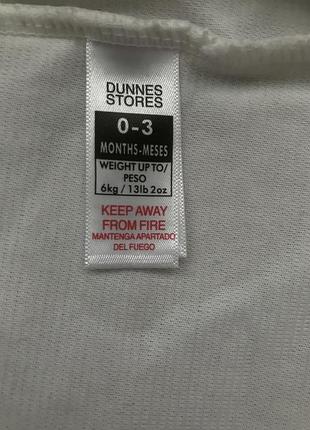 DUNNES
STORES
0-3
MONTHS-MESES
WEIGHT UP TO/
PESO
6kg / 13lb 2oz
KEEP AWAY
FROM FIRE
MANTENGA APARTADO
DEL FUEGO